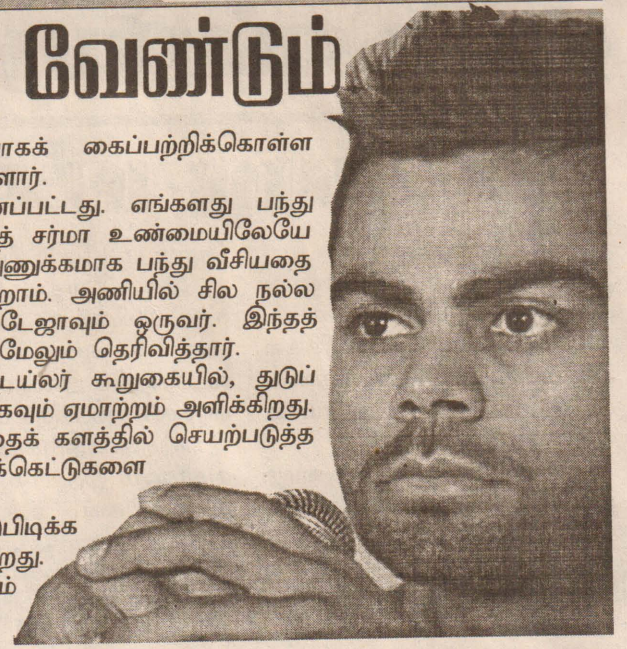 வேண்டும்
ாகக் கைப்பற்றிக்கொள்ள
ளார்.
னப்பட்டது. எங்களது பந்து
த் சர்மா உண்மையிலேயே
ணுக்கமாக பந்து வீசியதை
றாம். அணியில் சில நல்ல
டேஜாவும் ஒருவர். இந்தத்
மேலும் தெரிவித்தார்.
டய்லர் கூறுகையில், துடுப்
கவும் ஏமாற்றம் அளிக்கிறது.
தைக் களத்தில் செயற்படுத்த
க்கெட்டுகளை
பிடிக்க
றது.
ம்